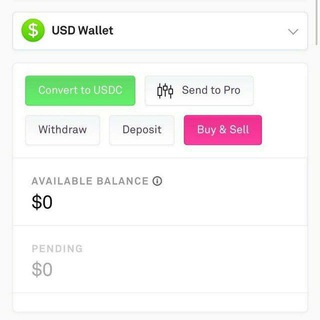 $ USD Wallet
Convert to USDC Send to Pro
Withdraw Deposit Buy & Sell
AVAILABLE BALANCE
$0
PENDING
$0